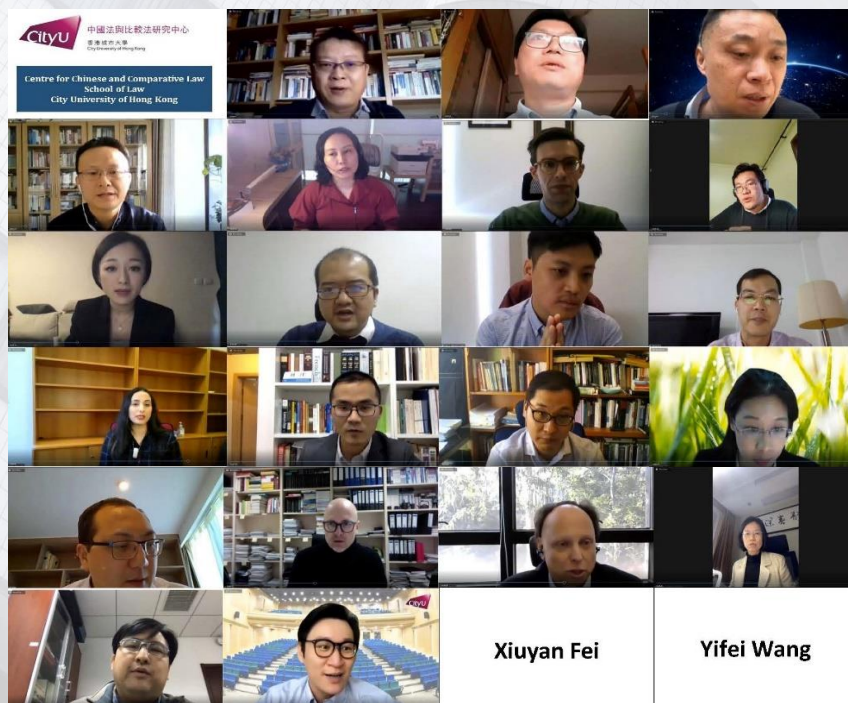 CityU
中國法與比較法研究中心
香港城市大學
City University of Hong Kong
Centre for Chinese and Comparative Law
School of Law
City University of Hong Kong
CityU
Xiuyan Fei
Yifei Wang